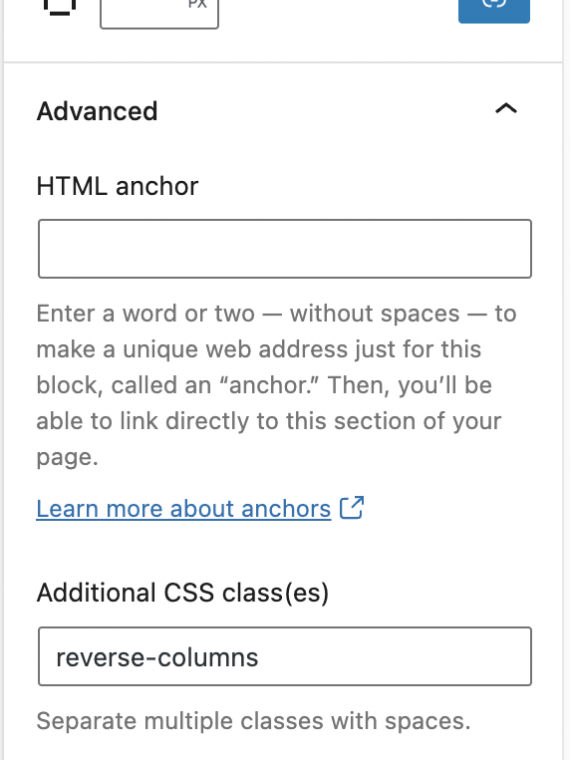 PX
Advanced
HTML anchor
Enter a word or two — without spaces — to
make a unique web address just for this
block, called an “anchor.” Then, you’ll be
able to link directly to this section of your
page.
Learn more about anchors
Additional CSS class(es)
reverse-columns
Separate multiple classes with spaces.